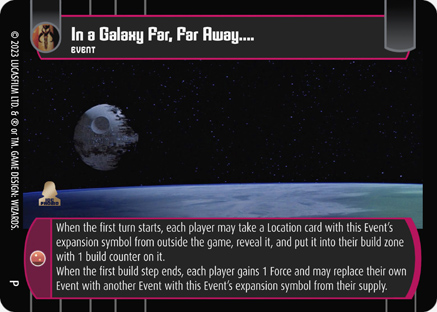 In a Galaxy Far, Far Away....
EVENT
© 2023 LUCASFILM LTD. & ® or TM. GAME DESIGN: WIZARDS.
P
When the first turn starts, each player may take a Location card with this Event's
expansion symbol from outside the game, reveal it, and put it into their build zone
with 1 build counter on it.
When the first build step ends, each player gains 1 Force and may replace their own
Event with another Event with this Event's expansion symbol from their supply.